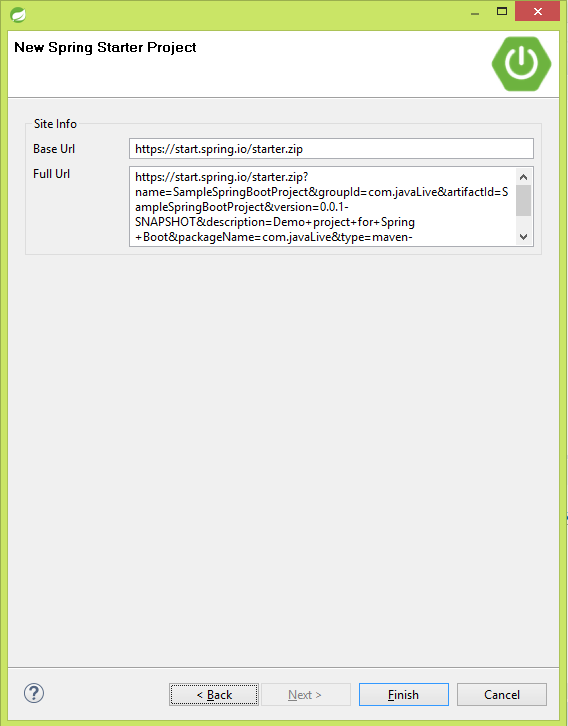 New Spring Starter Project
Site Info
Base Url
https://start.spring.io/starter.zip
Full Url
https://start.spring.io/starter.zip?
name=SampleSpringBootProject&groupId=com.javaLive&artifactId=S
ampleSpringBootProject&version=0.0.1-
SNAPSHOT&description=Demo+project+for+Spring
+Boot&packageName=com.javaLive&type=maven-
?
< Back
Next >
Finish
Cancel